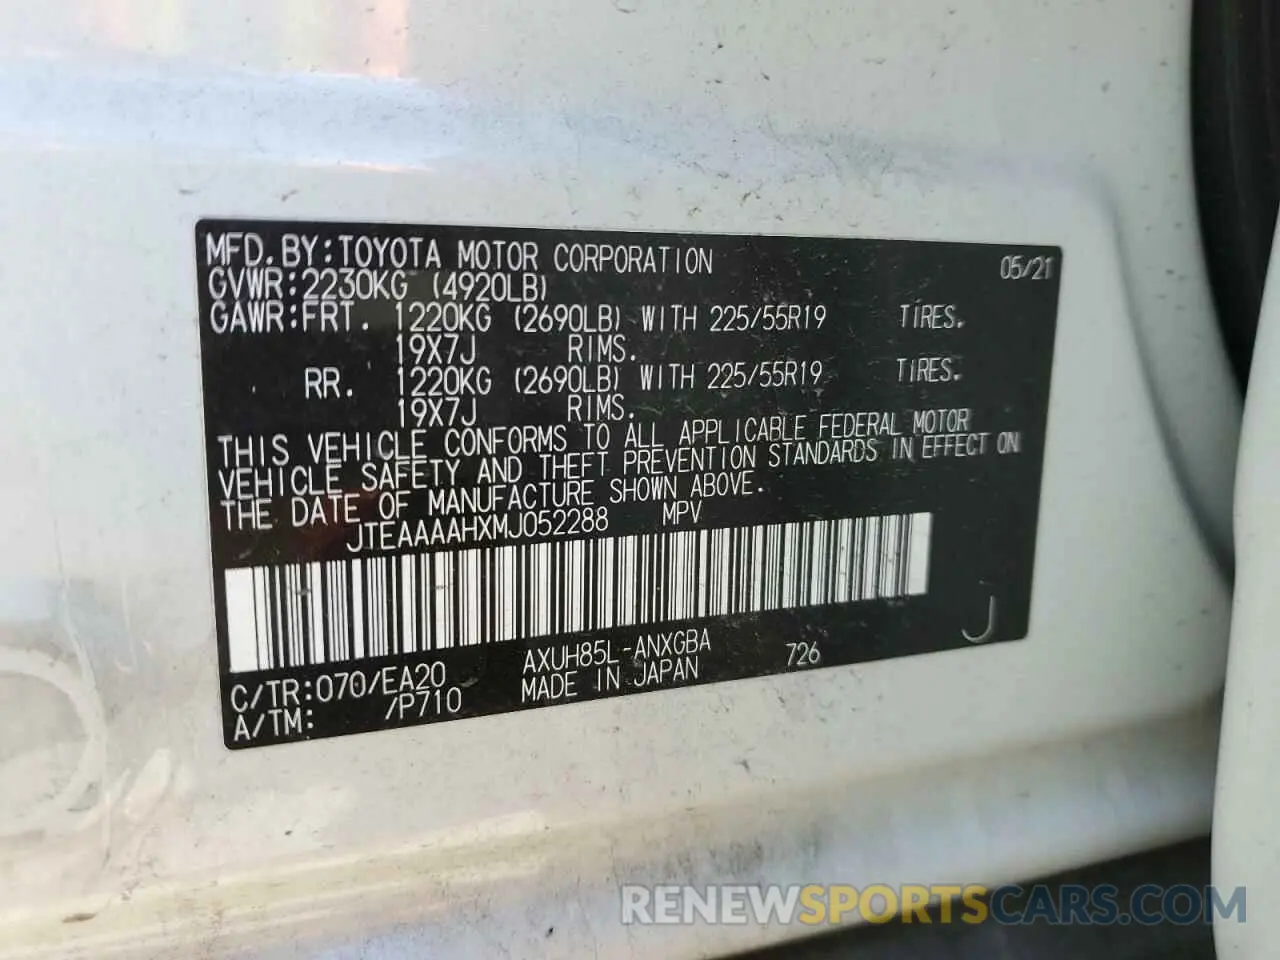 MFD.BY:TOYOTA MOTOR CORPORATION 05/21
GVWR:2230KG (4920LB)
GAWR:FRT. 1220KG (2690LB) WITH 225/55R19 TIRES.
19X7J RIMS.
RR. 1220KG (2690LB) WITH 225/55R19 TIRES.
19X7J RIMS.
THIS VEHICLE CONFORMS TO ALL APPLICABLE FEDERAL MOTOR
VEHICLE SAFETY AND THEFT PREVENTION STANDARDS IN EFFECT ON
THE DATE OF MANUFACTURE SHOWN ABOVE.
JTEAAAAHXMJ052288 MPV
J
C/TR:070/EA20 AXUH85L-ANXGBA 726
A/TM: /P710 MADE IN JAPAN
RENEWSPORTSCARS.COM